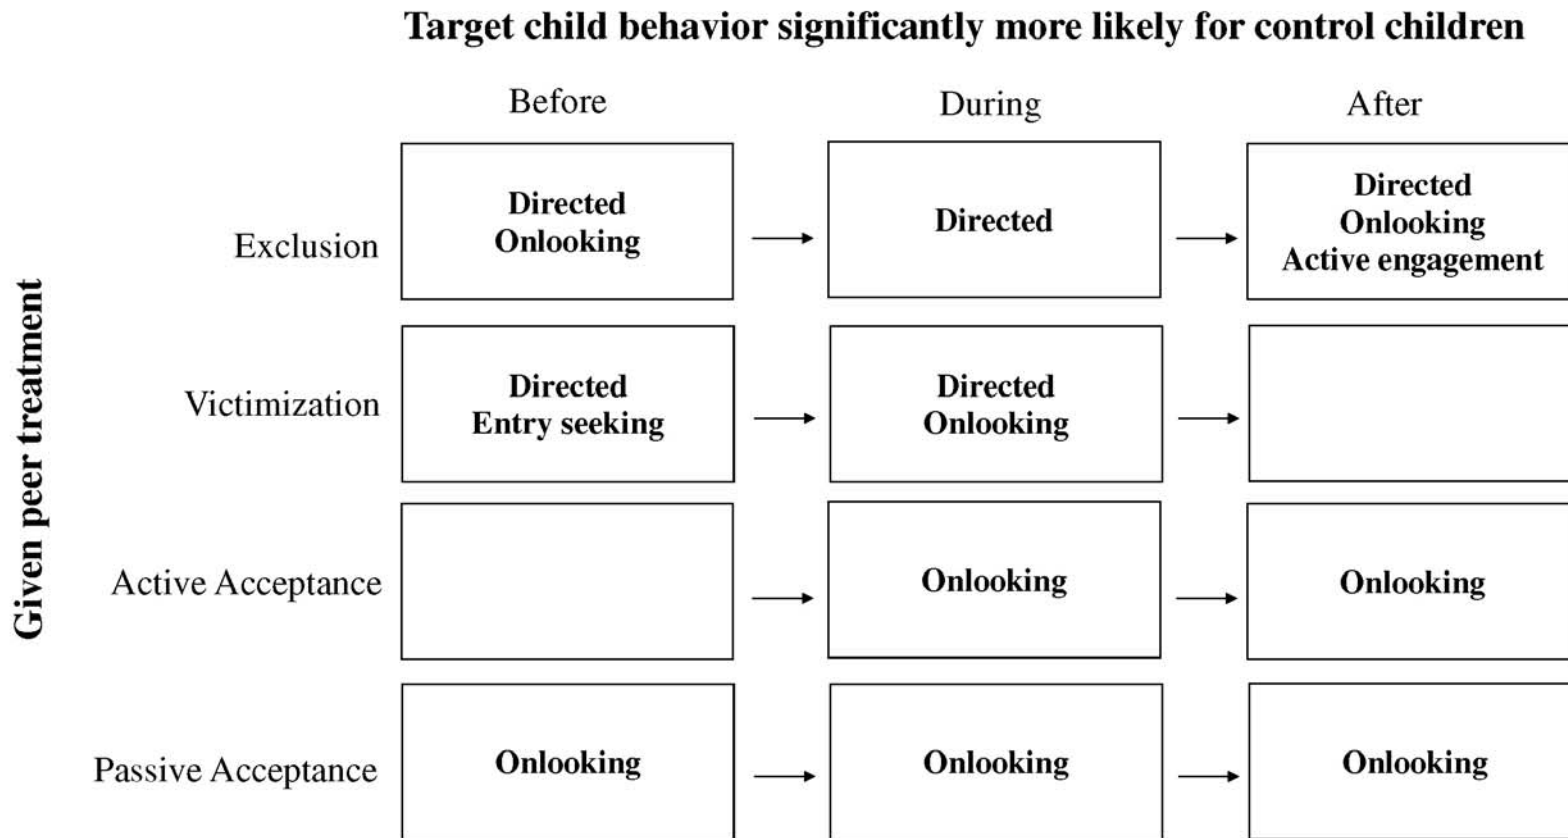 Target child behavior significantly more likely for control children
Before
During
After
Given peer treatment
Exclusion
Directed
Onlooking
Directed
Directed
Onlooking
Active engagement
Victimization
Directed
Entry seeking
Directed
Onlooking
Active Acceptance
Onlooking
Onlooking
Passive Acceptance
Onlooking
Onlooking
Onlooking